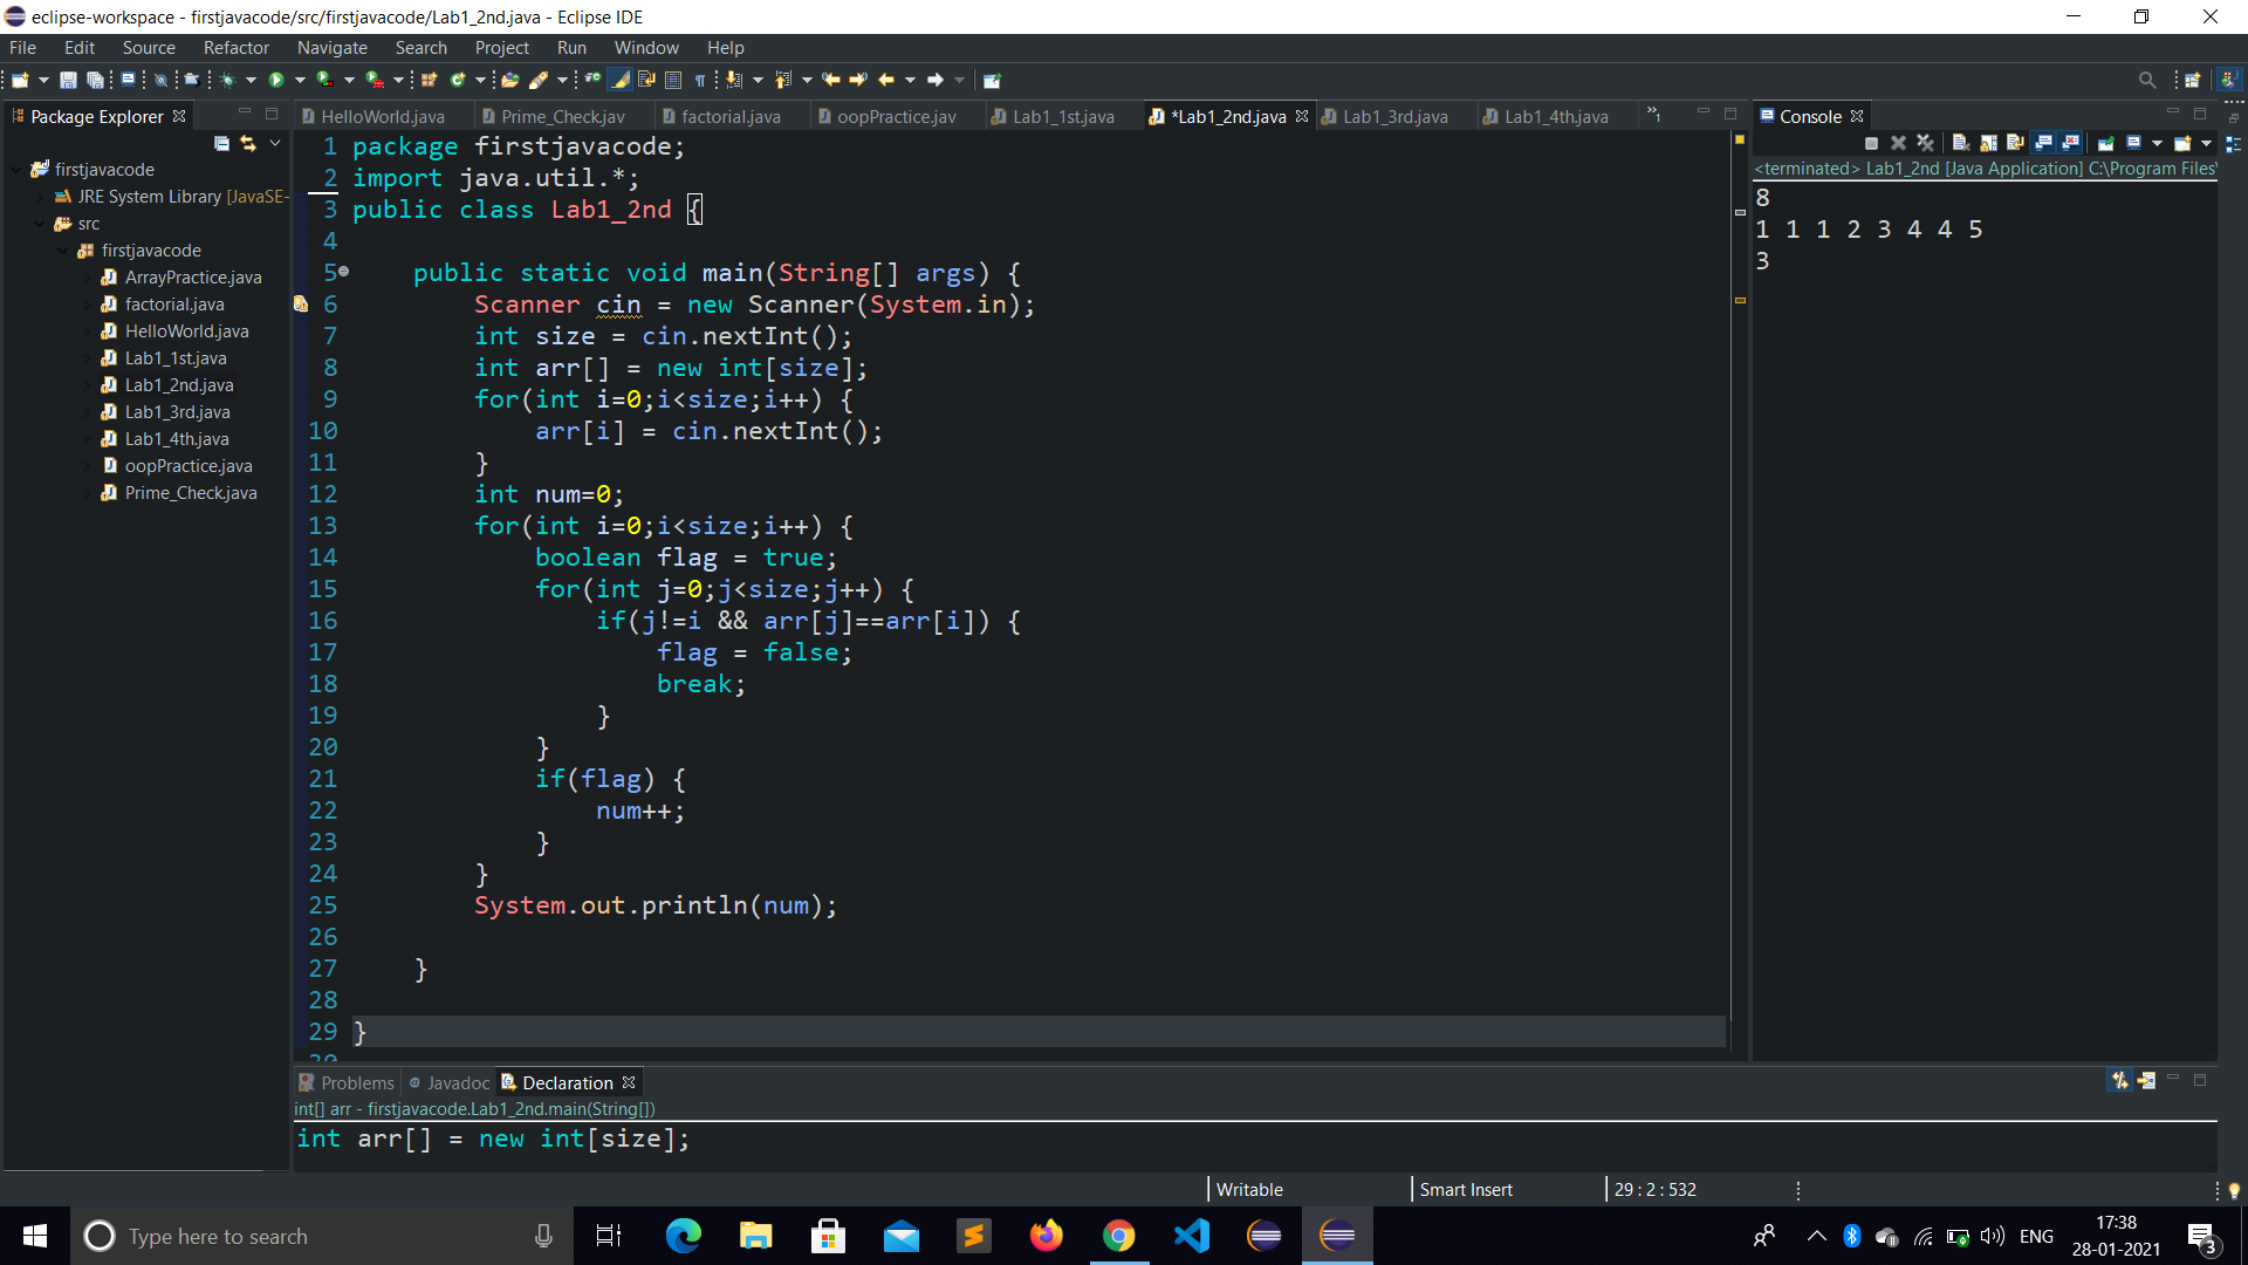 eclipse-workspace - firstjavacode/src/firstjavacode/Lab1_2nd.java - Eclipse IDE
File Edit Source Refactor Navigate Search Project Run Window Help
Package Explorer
HelloWorld.java Prime_Check.jav factorial.java oopPractice.jav Lab1_1st.java *Lab1_2nd.java Lab1_3rd.java Lab1_4th.java »1
Console
firstjavacode
JRE System Library [JavaSE-
src
firstjavacode
ArrayPractice.java
factorial.java
HelloWorld.java
Lab1_1st.java
Lab1_2nd.java
Lab1_3rd.java
Lab1_4th.java
oopPractice.java
Prime_Check.java
1 package firstjavacode;
2 import java.util.*;
3 public class Lab1_2nd {
4
5 public static void main(String[] args) {
6 Scanner cin = new Scanner(System.in);
7 int size = cin.nextInt();
8 int arr[] = new int[size];
9 for(int i=0;i<size;i++) {
10 arr[i] = cin.nextInt();
11 }
12 int num=0;
13 for(int i=0;i<size;i++) {
14 boolean flag = true;
15 for(int j=0;j<size;j++) {
16 if(j!=i && arr[j]==arr[i]) {
17 flag = false;
18 break;
19 }
20 }
21 if(flag) {
22 num++;
23 }
24 }
25 System.out.println(num);
26
27 }
28
29 }
30
<terminated> Lab1_2nd [Java Application] C:\Program Files\
8
1 1 1 2 3 4 4 5
3
Problems @ Javadoc Declaration
int[] arr - firstjavacode.Lab1_2nd.main(String[])
int arr[] = new int[size];
Writable Smart Insert 29 : 2 : 532
Type here to search
ENG
17:38
28-01-2021
3